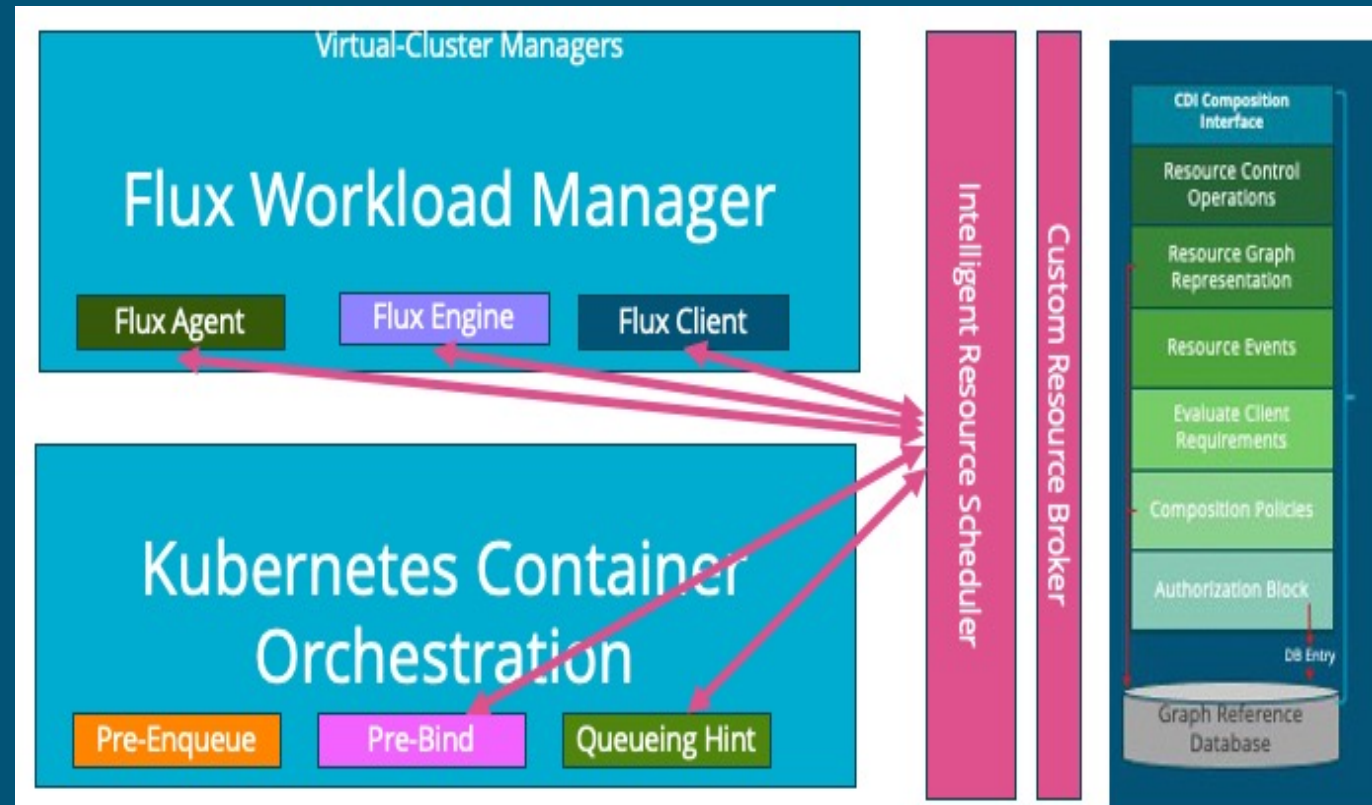 Virtual-Cluster Managers
Flux Workload Manager
Flux Agent
Flux Engine
Flux Client
Kubernetes Container
Orchestration
Pre-Enqueue
Pre-Bind
Queueing Hint
Intelligent Resource Scheduler
Custom Resource Broker
CDI Composition
Interface
Resource Control
Operations
Resource Graph
Representation
Resource Events
Evaluate Client
Requirements
Composition Policies
Authorization Block
DB Entry
Graph Reference
Database